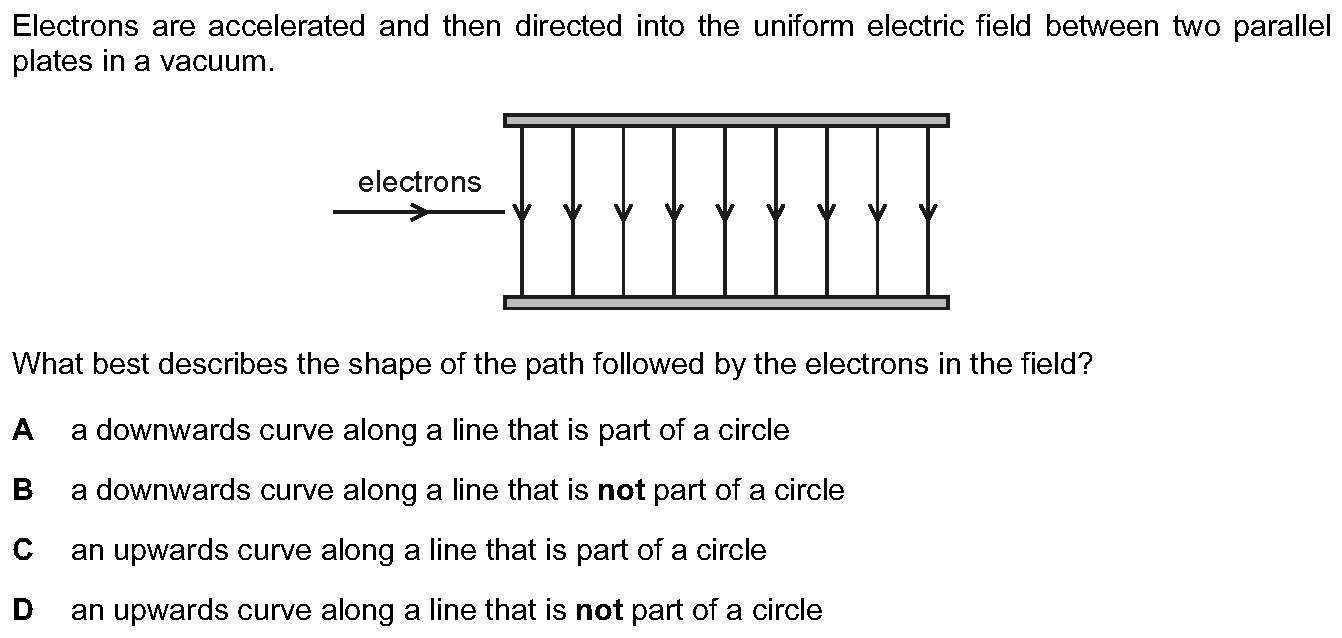 Electrons are accelerated and then directed into the uniform electric field between two parallel
plates in a vacuum.
electrons
What best describes the shape of the path followed by the electrons in the field?
A a downwards curve along a line that is part of a circle
B a downwards curve along a line that is not part of a circle
C an upwards curve along a line that is part of a circle
D an upwards curve along a line that is not part of a circle